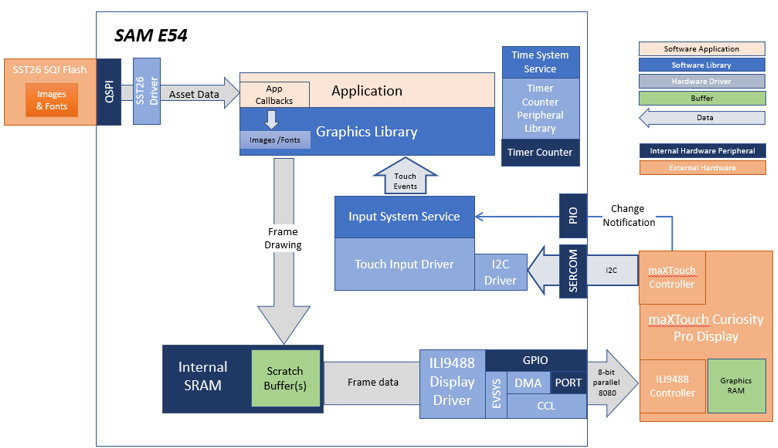 SAM E54
SST26 SQI Flash
Images
& Fonts
QSPI
SST26
Driver
Asset Data
App
Callbacks
Application
Graphics Library
Images /Fonts
Time System
Service
Timer
Counter
Peripheral
Library
Timer Counter
Software Application
Software Library
Hardware Driver
Buffer
Data
Internal Hardware Peripheral
External Hardware
Touch
Events
Frame
Drawing
Input System Service
Touch Input Driver
I2C
Driver
PIO
SERCOM
Change
Notification
I2C
maXTouch
Controller
maXTouch Curiosity
Pro Display
ILI9488
Controller
Graphics
RAM
Internal
SRAM
Scratch
Buffer(s)
Frame data
ILI9488
Display
Driver
GPIO
EVSYS
DMA
PORT
CCL
8-bit
parallel
8080